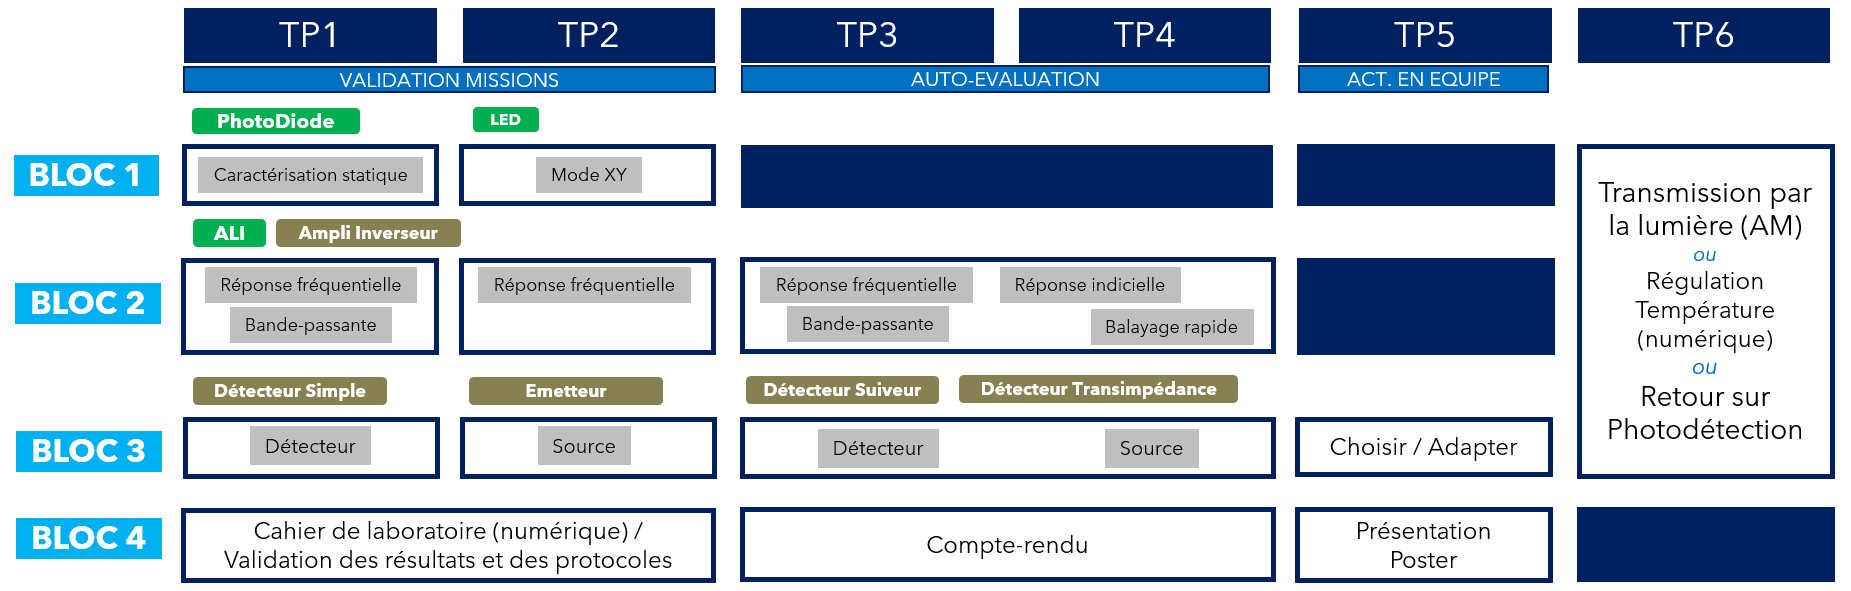 TP1
TP2
TP3
TP4
TP5
TP6
VALIDATION MISSIONS
AUTO-EVALUATION
ACT. EN EQUIPE
PhotoDiode
LED
BLOC 1
Caractérisation statique
Mode XY
ALI
Ampli Inverseur
BLOC 2
Réponse fréquentielle
Bande-passante
Réponse fréquentielle
Réponse fréquentielle
Réponse indicielle
Bande-passante
Balayage rapide
Détecteur Simple
Emetteur
Détecteur Suiveur
Détecteur Transimpédance
BLOC 3
Détecteur
Source
Détecteur
Source
Choisir / Adapter
Transmission par
la lumière (AM)
ou
Régulation
Température
(numérique)
ou
Retour sur
Photodétection
BLOC 4
Cahier de laboratoire (numérique) /
Validation des résultats et des protocoles
Compte-rendu
Présentation
Poster